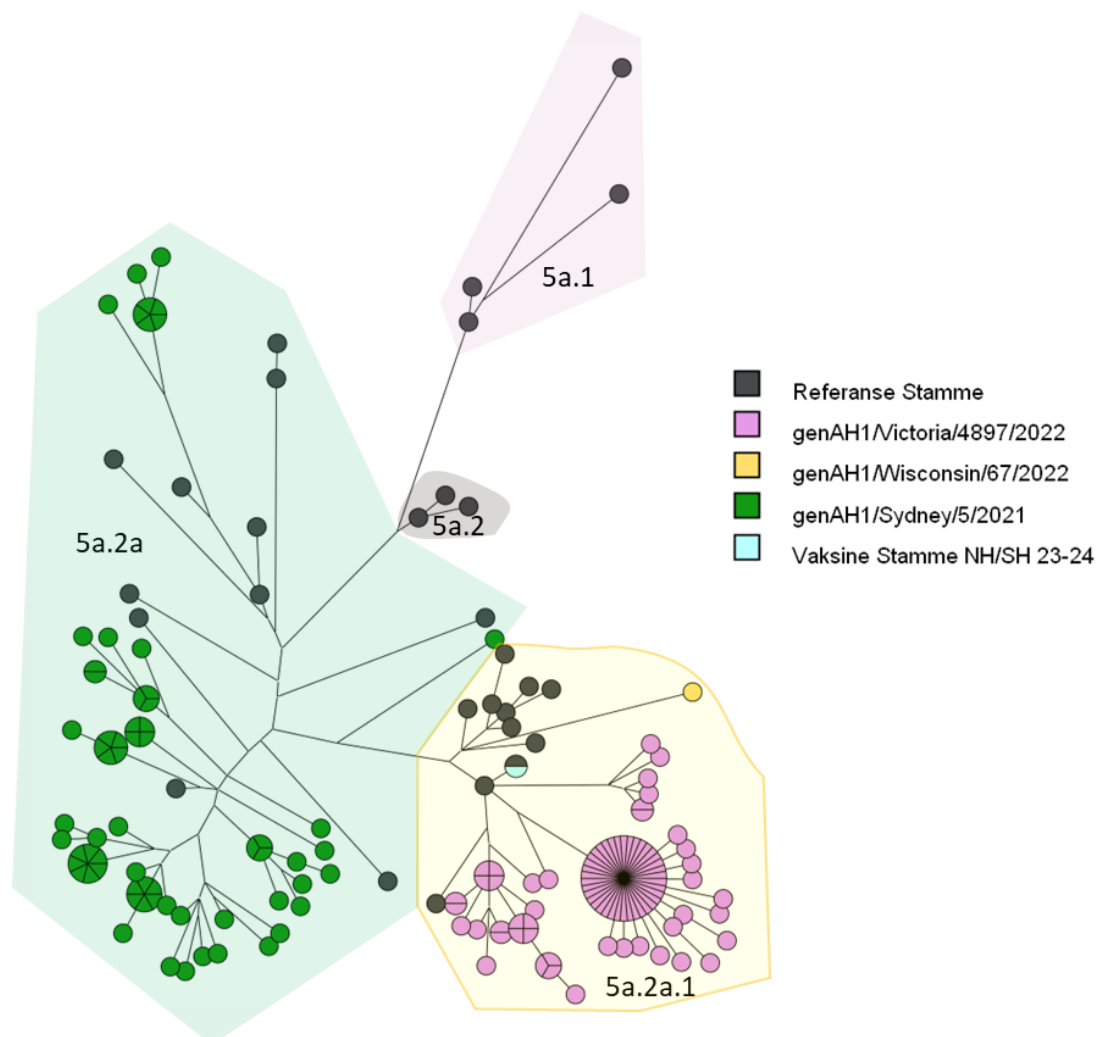 5a.1
Referanse Stamme
genAH1/Victoria/4897/2022
genAH1/Wisconsin/67/2022
genAH1/Sydney/5/2021
Vaksine Stamme NH/SH 23-24
5a.2
5a.2a
5a.2a.1